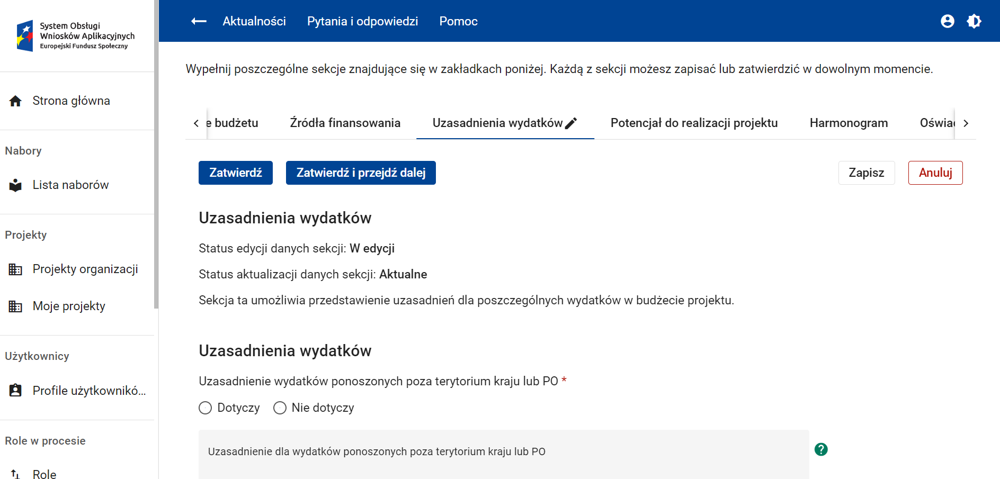 System Obsługi
Wniosków Aplikacyjnych
Europejski Fundusz Społeczny
Strona główna
Nabory
Lista naborów
Projekty
Projekty organizacji
Moje projekty
Użytkownicy
Profile użytkownikó...
Role w procesie
Role
Aktualności Pytania i odpowiedzi Pomoc
Wypełnij poszczególne sekcje znajdujące się w zakładkach poniżej. Każdą z sekcji możesz zapisać lub zatwierdzić w dowolnym momencie.
e budżetu Źródła finansowania Uzasadnienia wydatków Potencjał do realizacji projektu Harmonogram Oświad
Zatwierdź Zatwierdź i przejdź dalej Zapisz Anuluj
Uzasadnienia wydatków
Status edycji danych sekcji: W edycji
Status aktualizacji danych sekcji: Aktualne
Sekcja ta umożliwia przedstawienie uzasadnień dla poszczególnych wydatków w budżecie projektu.
Uzasadnienia wydatków
Uzasadnienie wydatków ponoszonych poza terytorium kraju lub PO *
Dotyczy Nie dotyczy
Uzasadnienie dla wydatków ponoszonych poza terytorium kraju lub PO
?